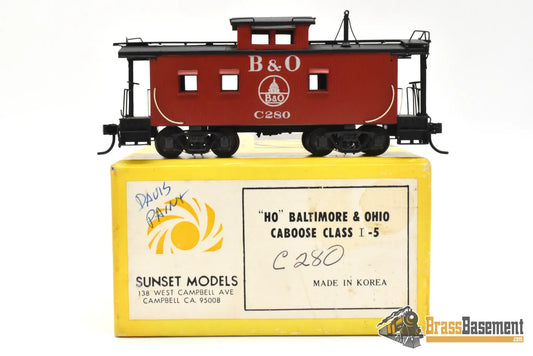 B & O
B&O
C280
DAVIS
PAINT
"HO" BALTIMORE & OHIO
CABOOSE CLASS I-5
C280
SUNSET MODELS
138 WEST CAMPBELL AVE
CAMPBELL CA. 95008
MADE IN KOREA
BrassBasement
.com